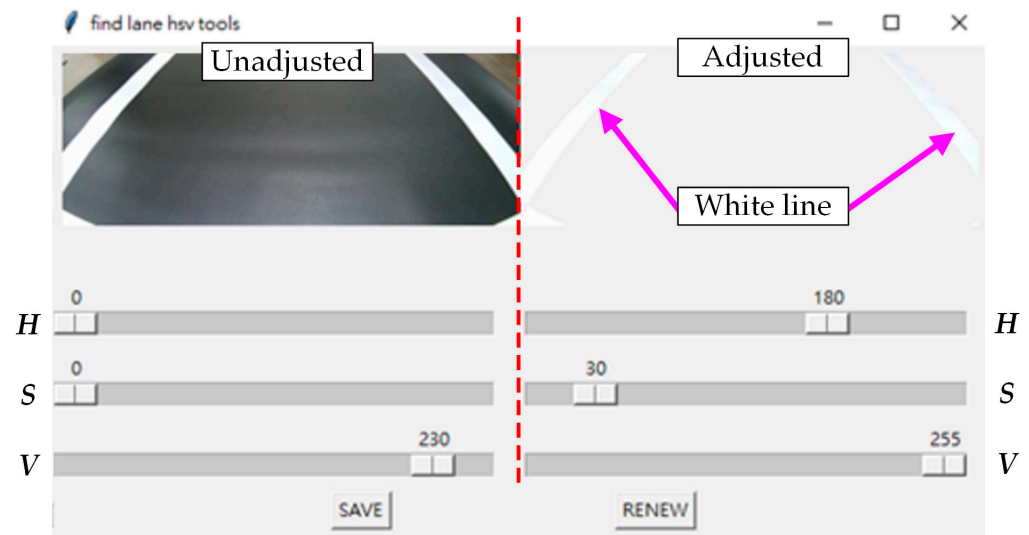 find lane hsv tools
Unadjusted
Adjusted
White line
0
180
H
H
0
30
S
S
230
255
V
V
SAVE
RENEW